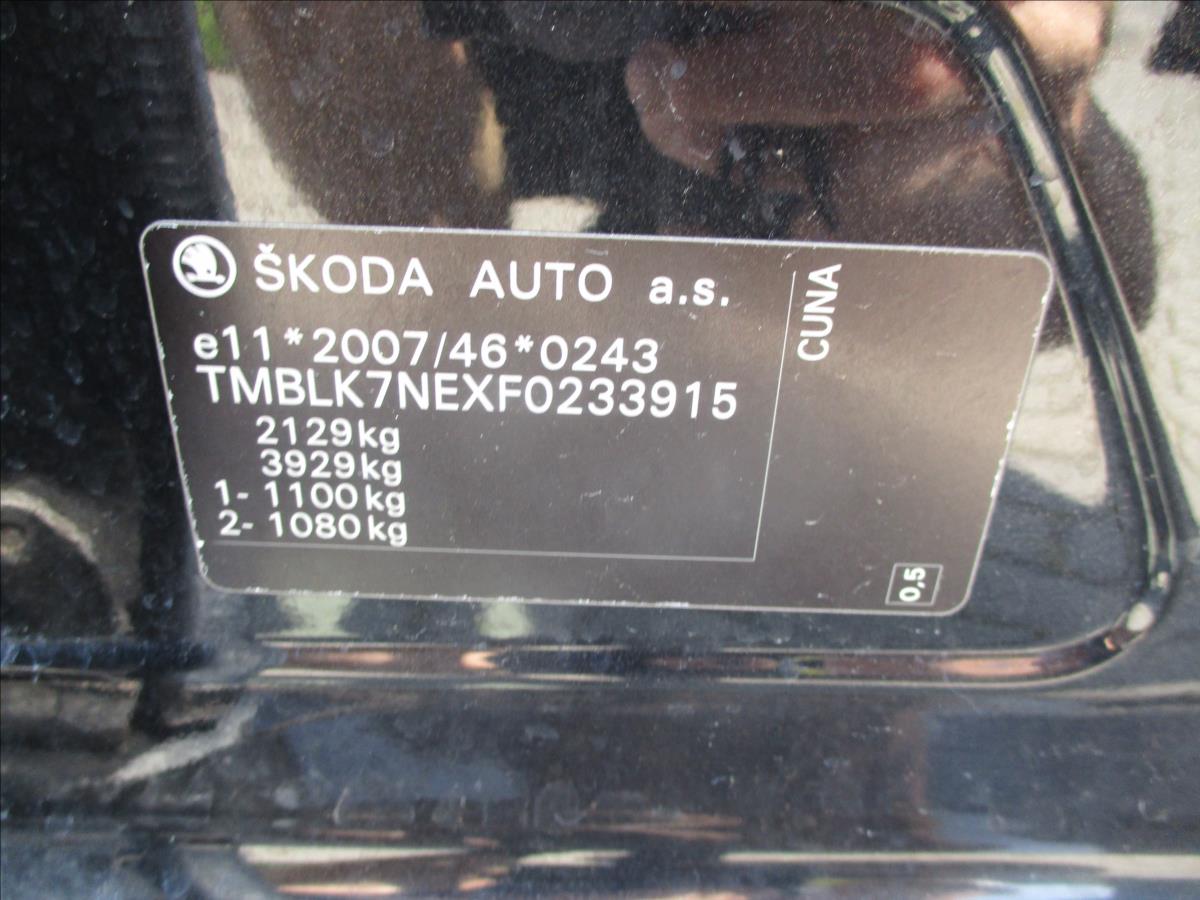 ŠKODA AUTO a.s.
e11*2007/46*0243
TMBLK7NEXF0233915
2129kg
3929kg
1- 1100kg
2- 1080kg
CUNA
0,5